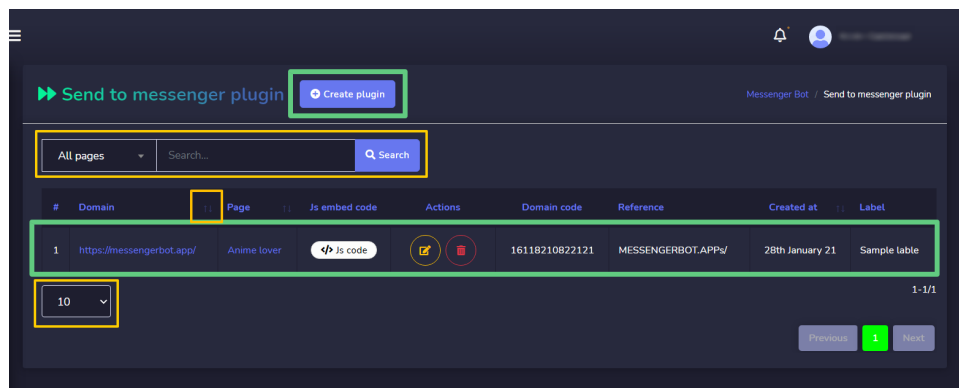 Send to messenger plugin
Create plugin
Messenger Bot / Send to messenger plugin
All pages
Search...
Search
# Domain Page Js embed code Actions Domain code Reference Created at Label
1 https://messengerbot.app/ Anime lover </> Js code 16118210822121 MESSENGERBOT.APPs/ 28th January 21 Sample lable
10
1-1/1
Previous 1 Next